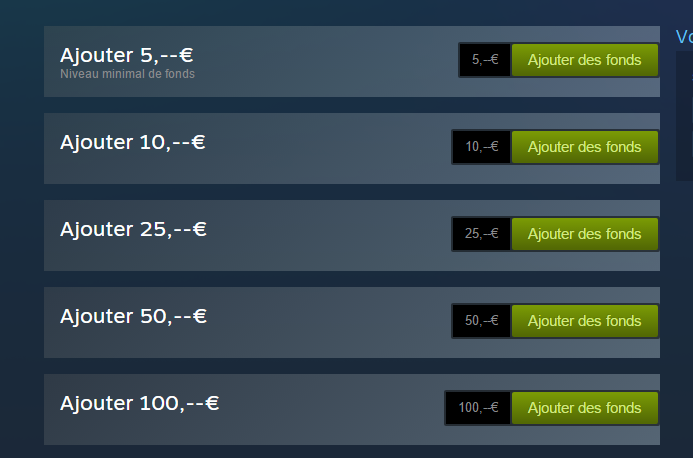 Vo
Ajouter 5,--€
Niveau minimal de fonds
5,--€ Ajouter des fonds
Ajouter 10,--€
10,--€ Ajouter des fonds
Ajouter 25,--€
25,--€ Ajouter des fonds
Ajouter 50,--€
50,--€ Ajouter des fonds
Ajouter 100,--€
100,--€ Ajouter des fonds